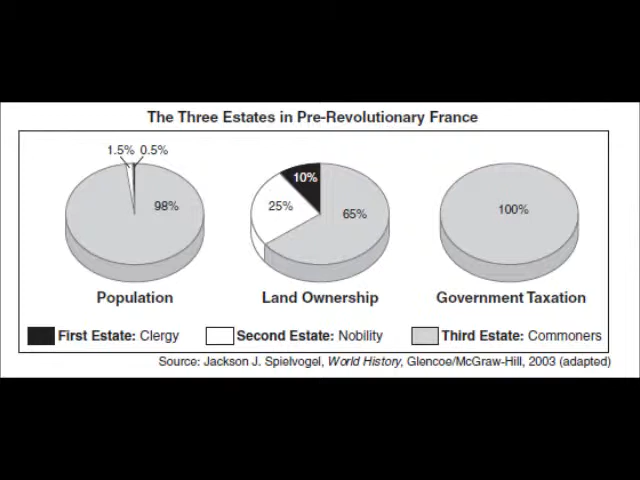 The Three Estates in Pre-Revolutionary France
1.5% 0.5%
98%
10%
25%
65%
100%
Population
Land Ownership
Government Taxation
First Estate: Clergy
Second Estate: Nobility
Third Estate: Commoners
Source: Jackson J. Spielvogel, World History, Glencoe/McGraw-Hill, 2003 (adapted)